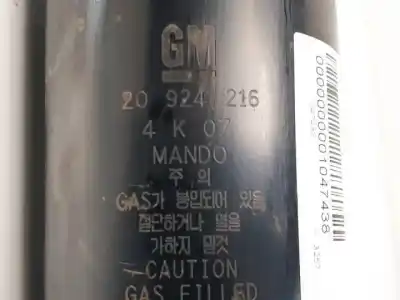 GM
20 924 216
4 K 07
MANDO
주 의
GAS가 봉입되어 있음
절단하거나 열을
가하지 말것
CAUTION
GAS FILLED
0000000001047438